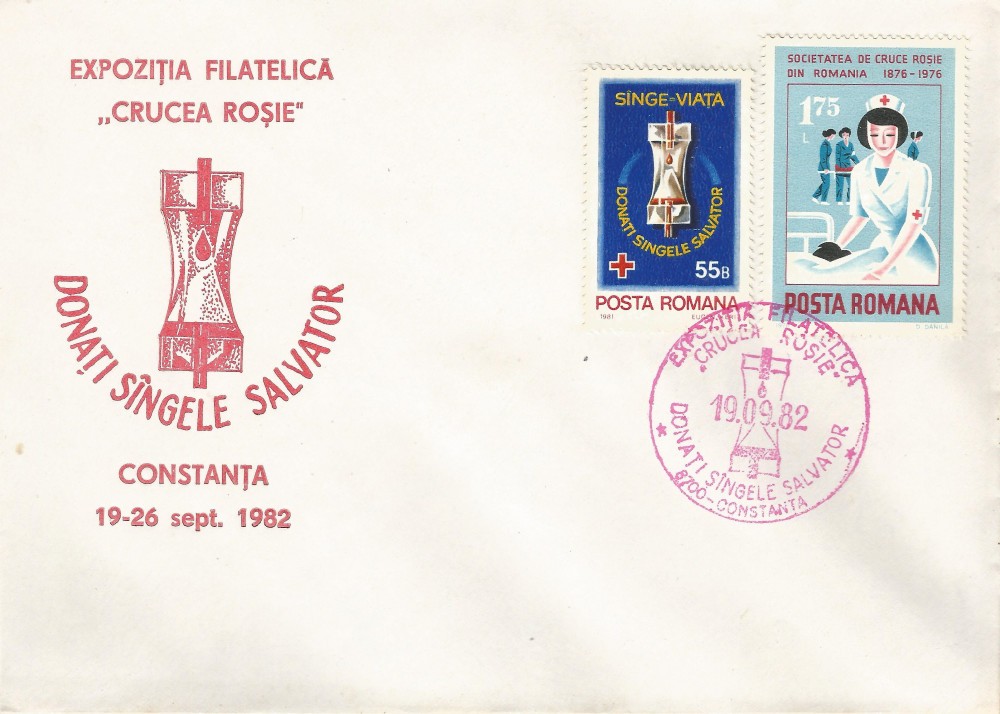 EXPOZIȚIA FILATELICĂ
„CRUCEA ROȘIE"
DONAȚI SÎNGELE SALVATOR
CONSTANȚA
19-26 sept. 1982
SÎNGE=VIAȚA
DONAȚI SÎNGELE SALVATOR
55B
POSTA ROMANA
1981
SOCIETATEA DE CRUCE ROȘIE
DIN ROMANIA 1876-1976
1.75
L
POSTA ROMANA
D. DĂNILĂ
EXPOZIȚIA FILATELICA
"CRUCEA ROȘIE"
19.09.82
DONAȚI SÎNGELE SALVATOR
8700-CONSTANȚA